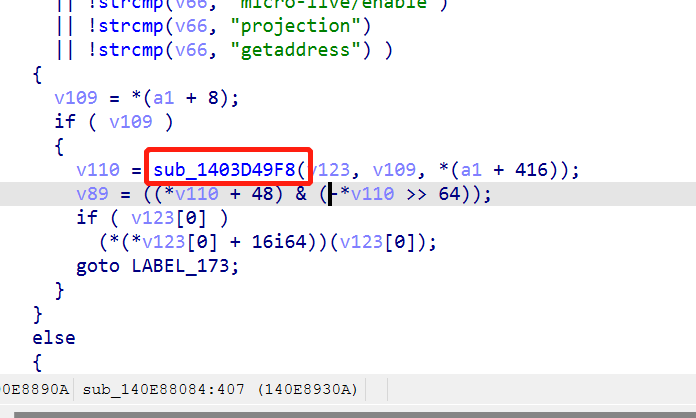 || !strcmp(v66, "micro-live/enable")
|| !strcmp(v66, "projection")
|| !strcmp(v66, "getaddress") )
{
v109 = *(a1 + 8);
if ( v109 )
{
v110 = sub_1403D49F8(v123, v109, *(a1 + 416));
v89 = ((*v110 + 48) & (-*v110 >> 64));
if ( v123[0] )
(*(*v123[0] + 16i64))(v123[0]);
goto LABEL_173;
}
}
else
{
00E8890A sub_140E88084:407 (140E8930A)